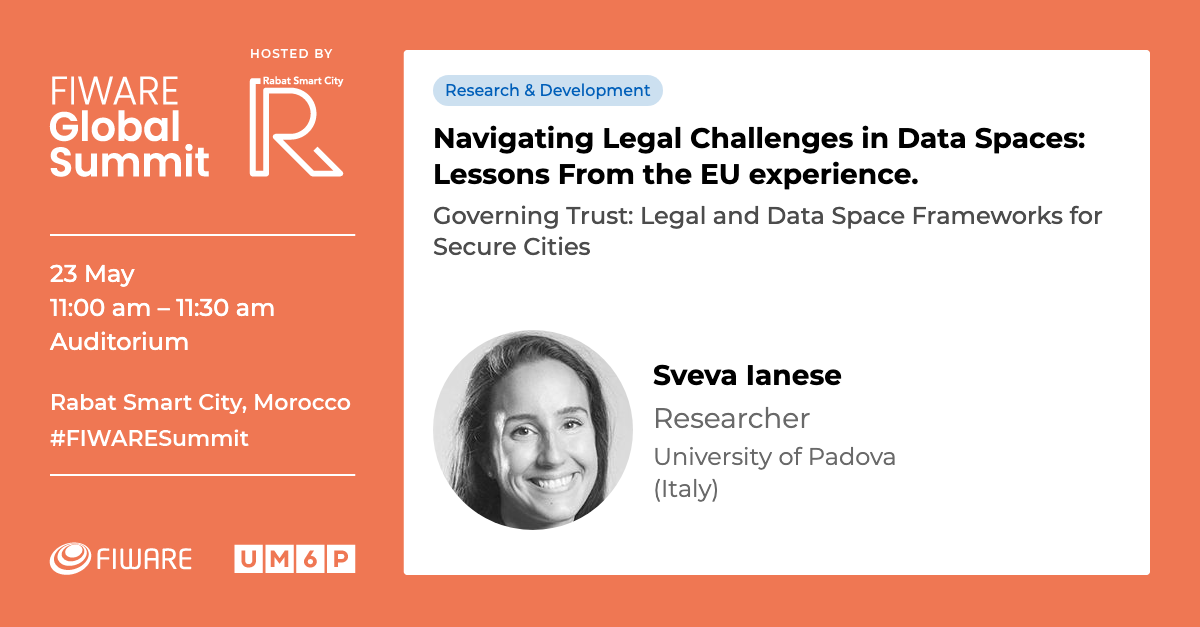 HOSTED BY
FIWARE
Global
Summit
Rabat Smart City
R
23 May
11:00 am – 11:30 am
Auditorium
Rabat Smart City, Morocco
#FIWARESummit
FIWARE
UM6P
Research & Development
Navigating Legal Challenges in Data Spaces:
Lessons From the EU experience.
Governing Trust: Legal and Data Space Frameworks for
Secure Cities
Sveva Ianese
Researcher
University of Padova
(Italy)